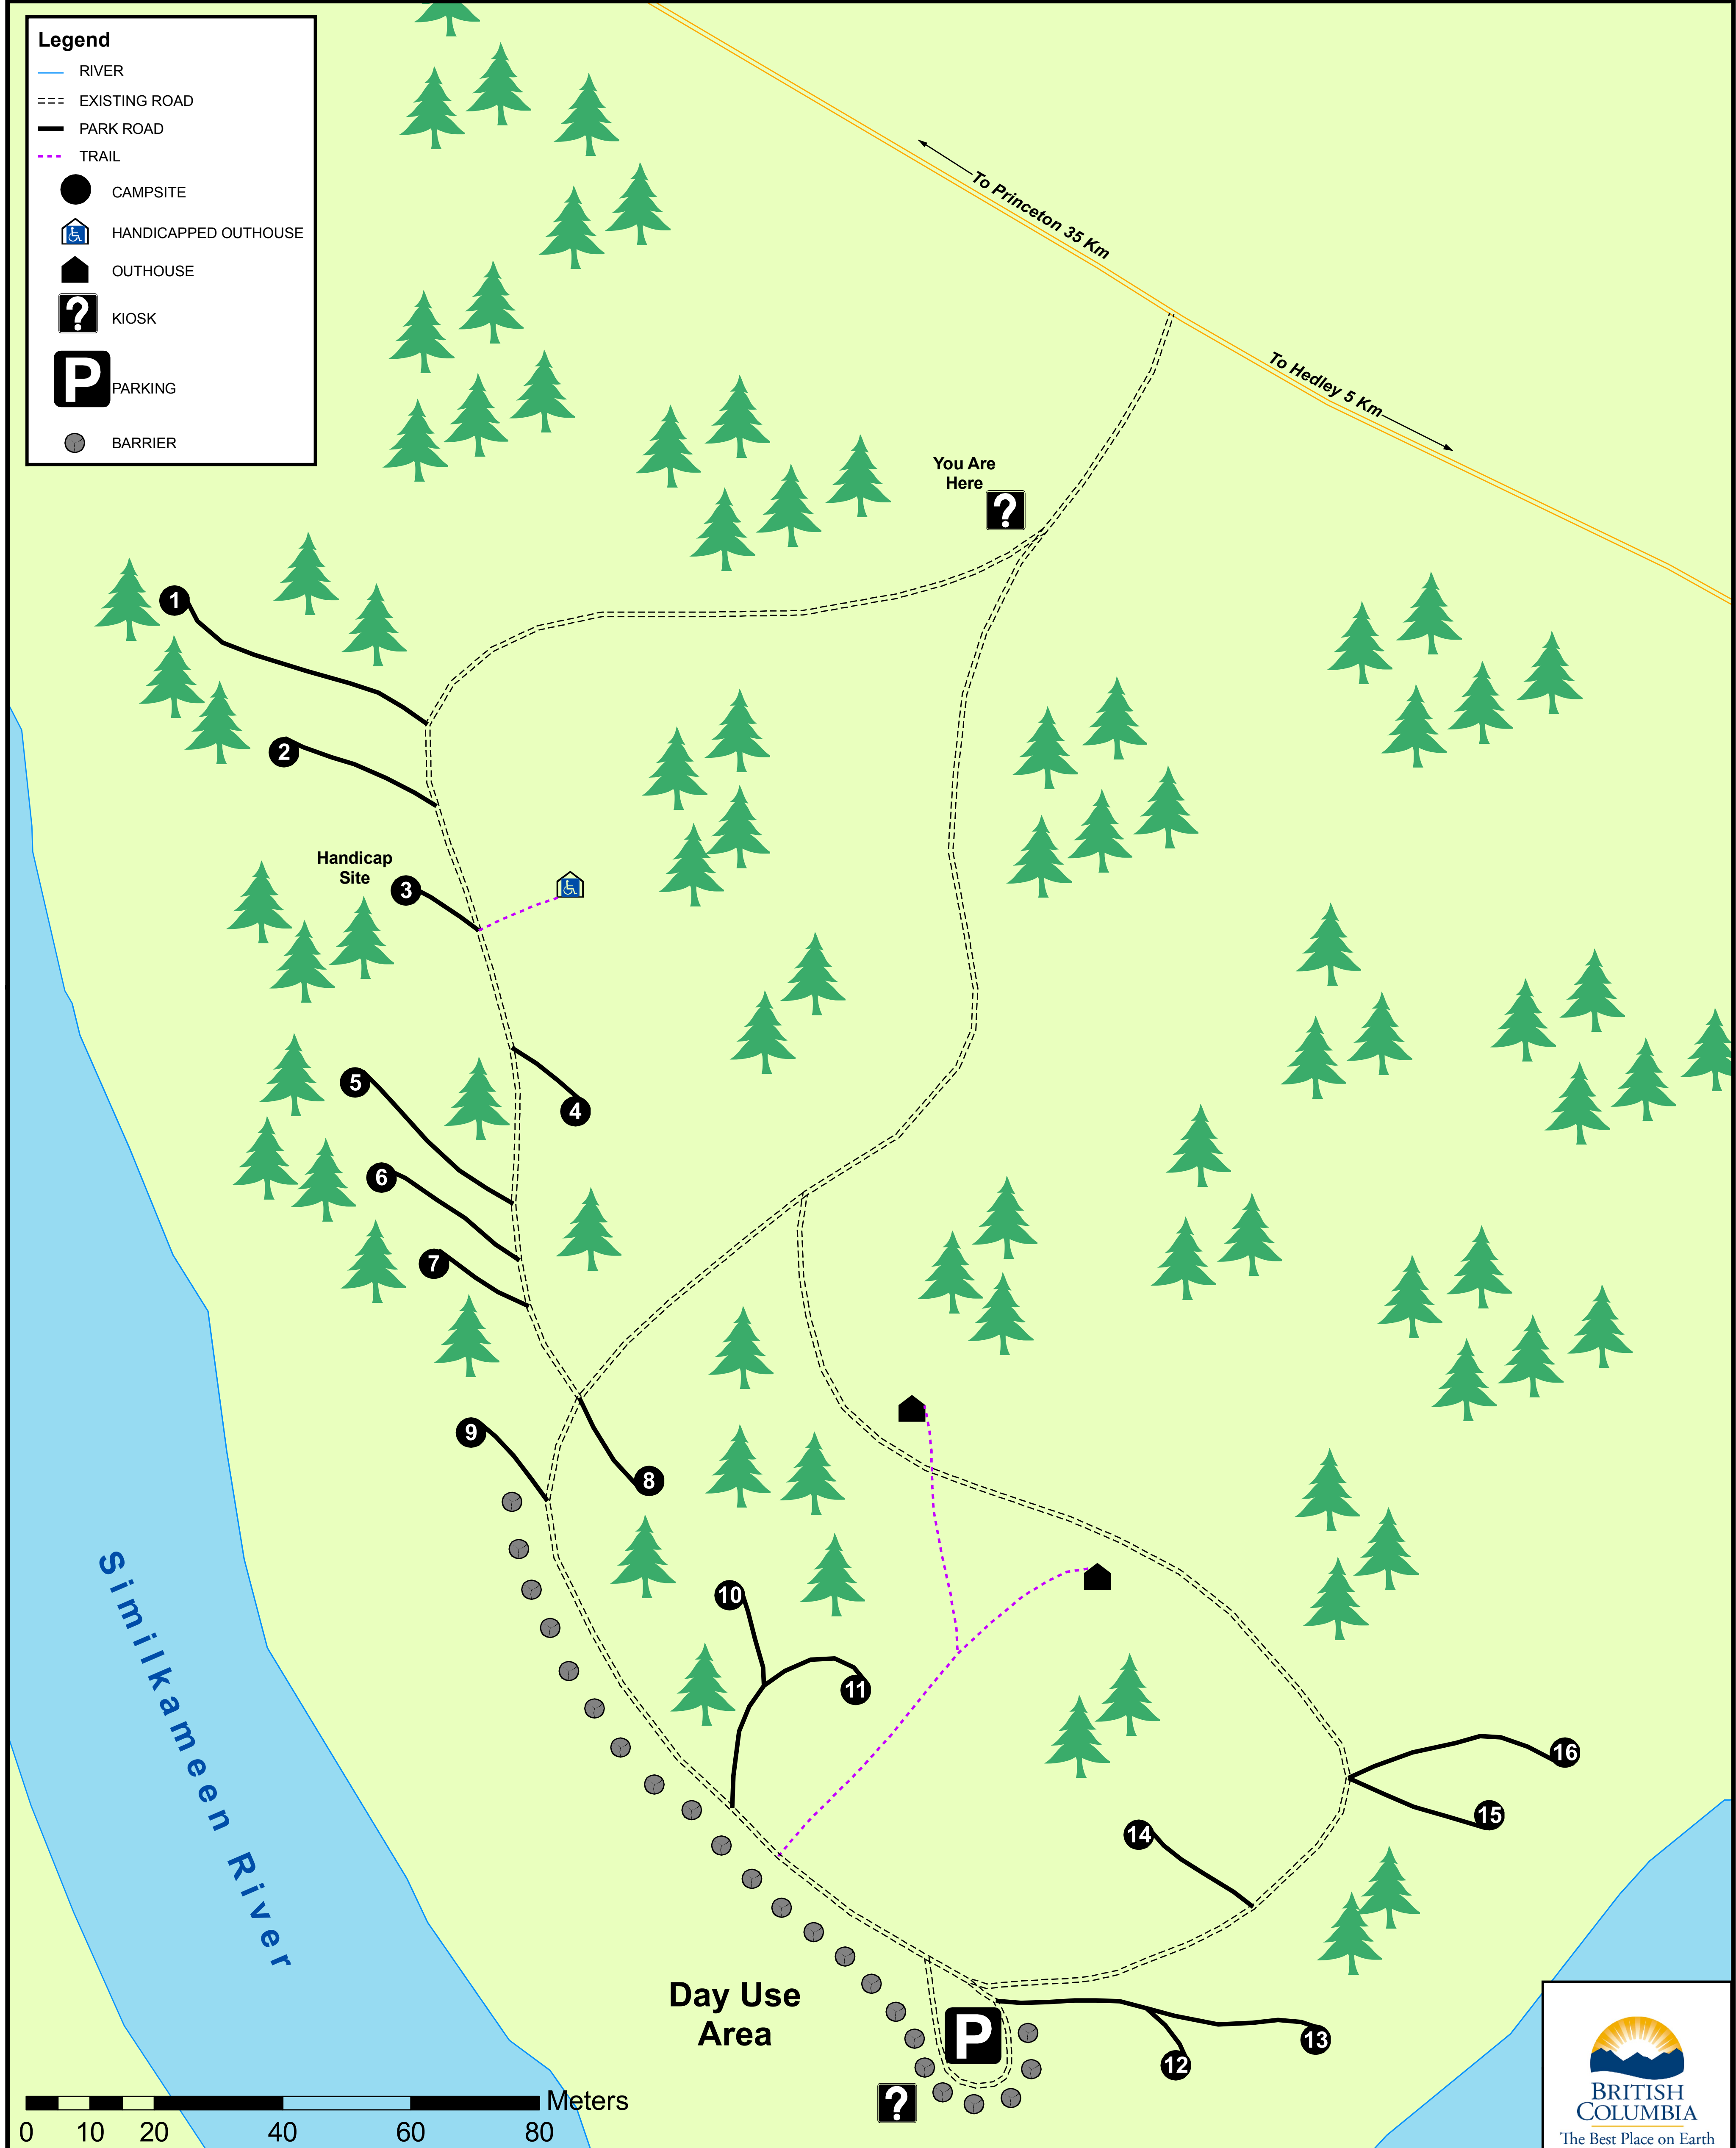 Legend
RIVER
EXISTING ROAD
PARK ROAD
TRAIL
CAMPSITE
HANDICAPPED OUTHOUSE
OUTHOUSE
?
KIOSK
P
PARKING
BARRIER
To Princeton 35 Km
To Hedley 5 Km
You Are
Here
?
1
2
Handicap
Site
3
4
5
6
7
8
9
10
11
16
15
14
13
12
Similkameen River
Day Use
Area
P
?
Meters
0 10 20 40 60 80
BRITISH
COLUMBIA
The Best Place on Earth